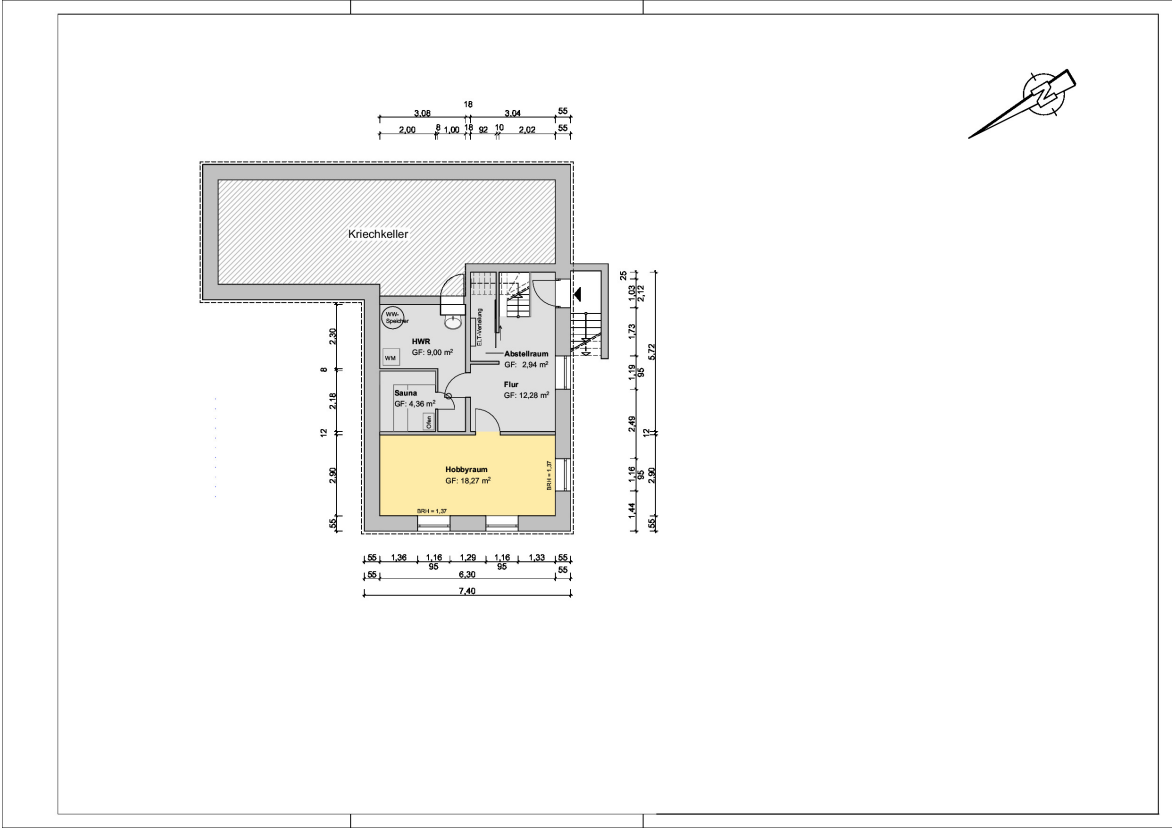 N
18
3,08 3,04 55
2,00 8 1,00 18 92 10 2,02 55
Kriechkeller
WW-
Speicher
HWR
GF: 9,00 m²
WM
ELT-Verteilung
Abstellraum
GF: 2,94 m²
Flur
GF: 12,28 m²
Sauna
GF: 4,36 m²
Ofen
Hobbyraum
GF: 18,27 m²
BRH = 1,37
BRH = 1,37
2,30
8
2,18
12
2,90
55
25
1,03
2,12
1,73
1,19
95
2,49
1,16
95
1,44
5,72
12
2,90
55
55 1,36 1,16 1,29 1,16 1,33 55
95 95
55 6,30 55
7,40